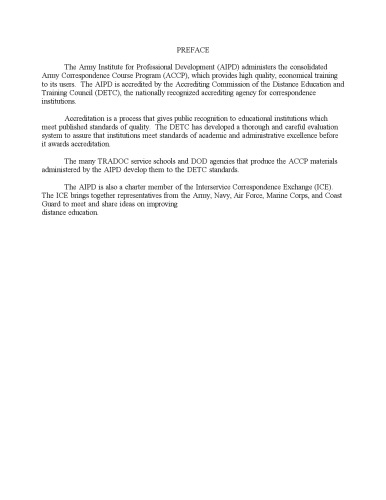 PREFACE
The Army Institute for Professional Development (AIPD) administers the consolidated
Army Correspondence Course Program (ACCP), which provides high quality, economical training
to its users.  The AIPD is accredited by the Accrediting Commission of the Distance Education and
Training Council (DETC), the nationally recognized accrediting agency for correspondence
institutions.
Accreditation is a process that gives public recognition to educational institutions which
meet published standards of quality.  The DETC has developed a thorough and careful evaluation
system to assure that institutions meet standards of academic and administrative excellence before
it awards accreditation.
The many TRADOC service schools and DOD agencies that produce the ACCP materials
administered by the AIPD develop them to the DETC standards.
The AIPD is also a charter member of the Interservice Correspondence Exchange (ICE).
The ICE brings together representatives from the Army, Navy, Air Force, Marine Corps, and Coast
Guard to meet and share ideas on improving
distance education.